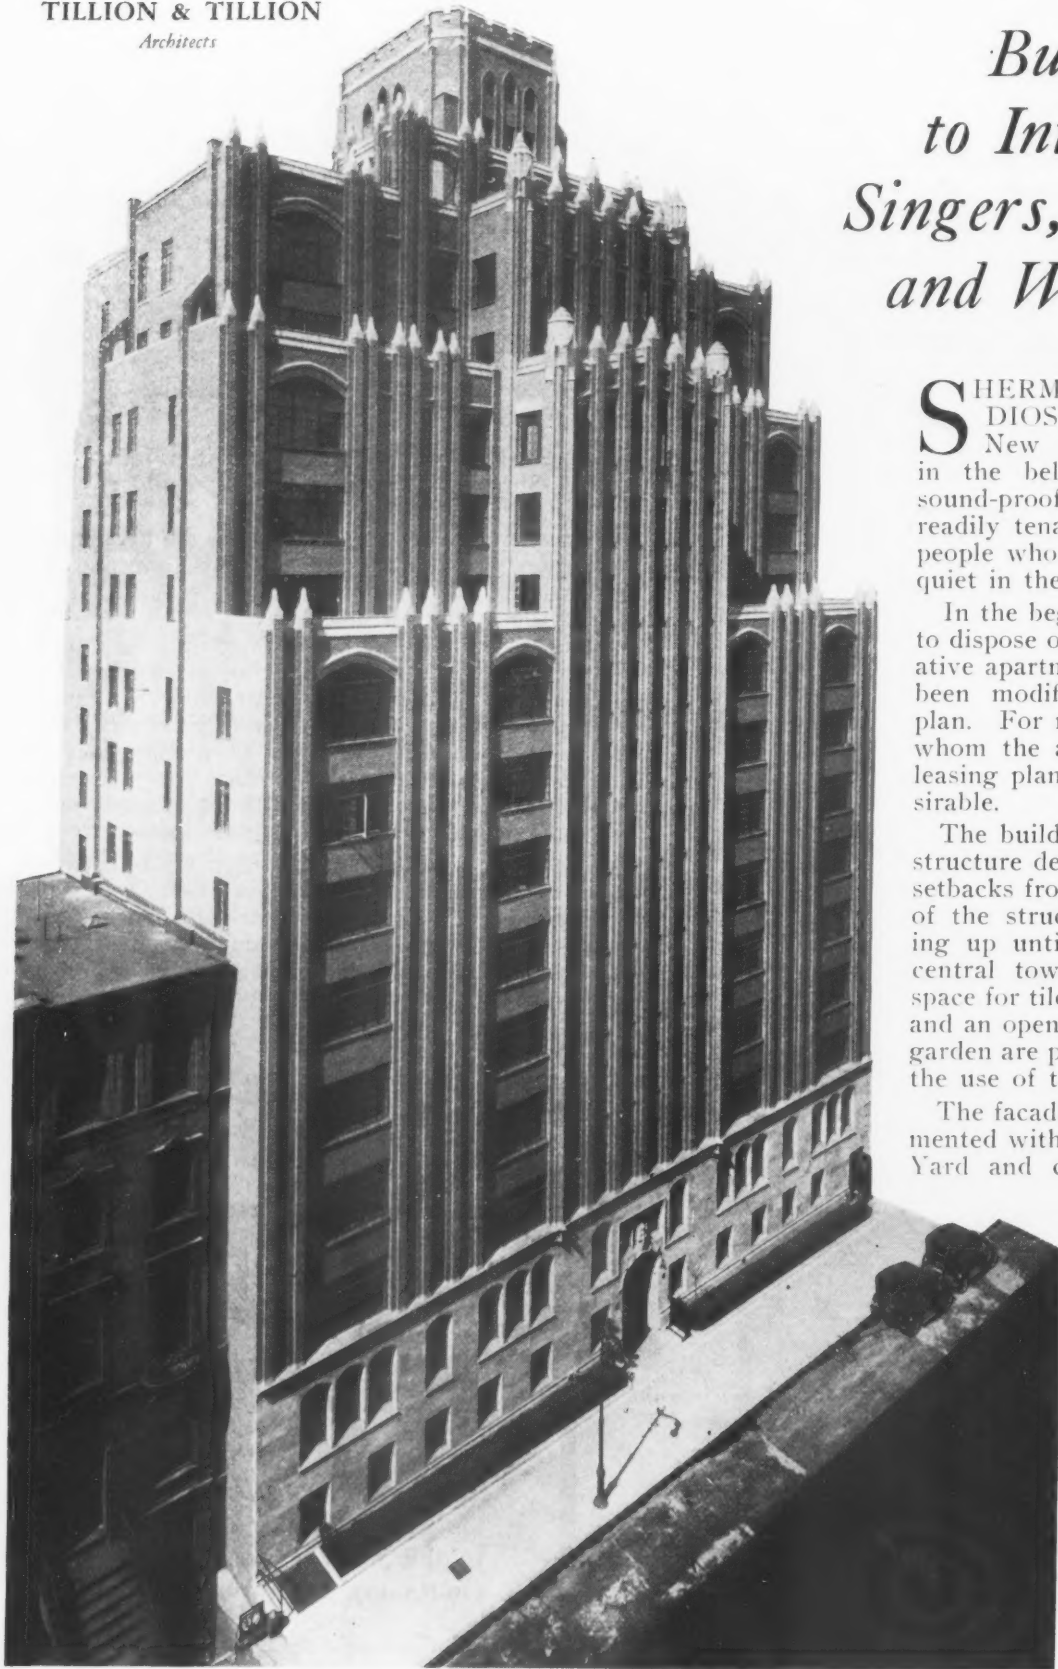 TILLION & TILLION
Architects
Bu
to Int
Singers,
and W
SHERM
DIOS
New
in the bel
sound-proof
readily tena
people who
quiet in the
In the beg
to dispose o
ative apartn
been modif
plan. For
whom the a
leasing plan
sirable.
The build
structure de
setbacks fro
of the struc
ing up unti
central tow
space for tile
and an open
garden are p
the use of t
The facad
mented with
Yard and c